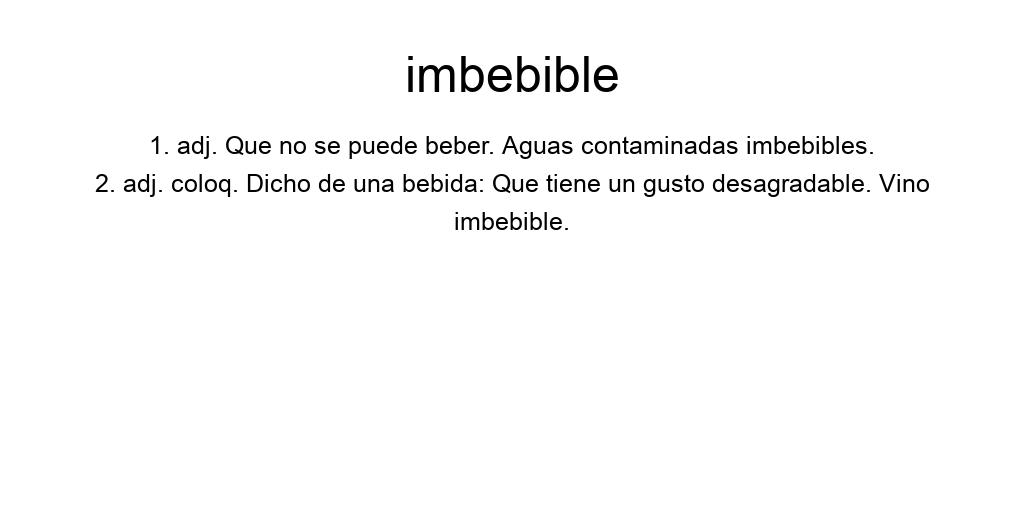 imbebible
1. adj. Que no se puede beber. Aguas contaminadas imbebibles.
2. adj. coloq. Dicho de una bebida: Que tiene un gusto desagradable. Vino
imbebible.